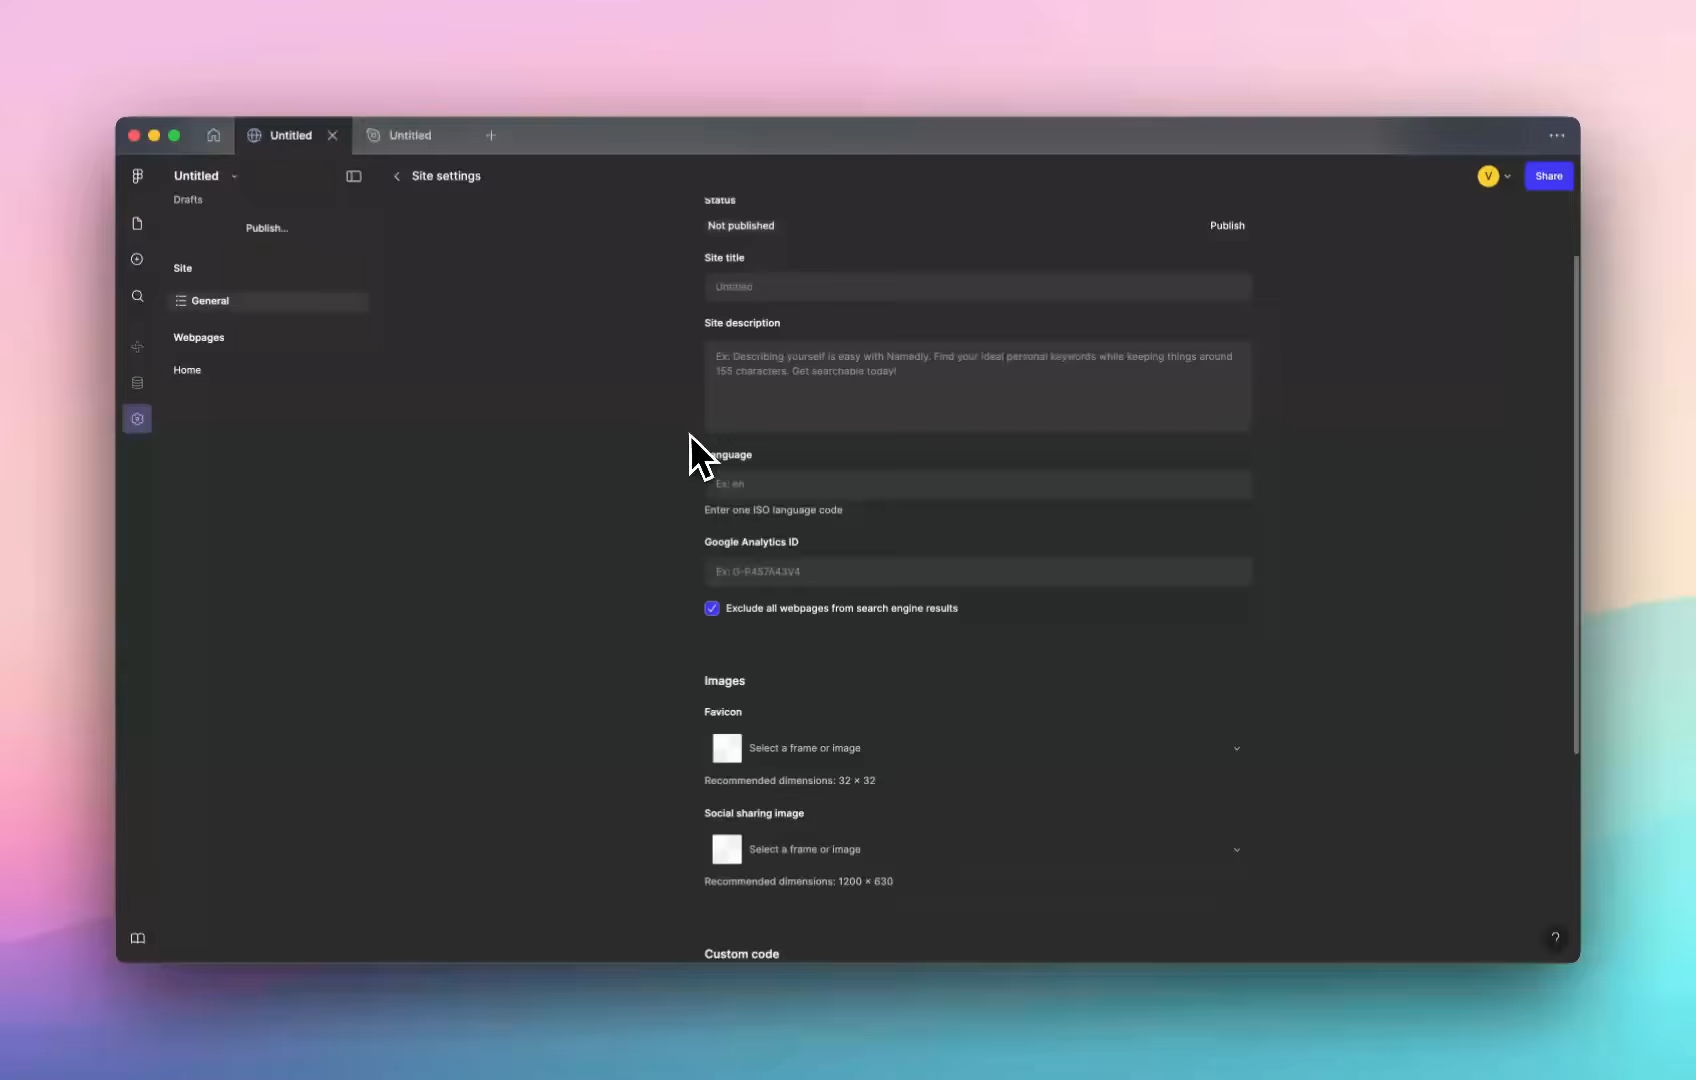 Untitled
Untitled
Untitled
Site settings
V
Share
Drafts
Publish...
Site
General
Webpages
Home
Status
Not published
Publish
Site title
Untitled
Site description
Ex: Describing yourself is easy with Namedly. Find your ideal personal keywords while keeping things around
155 characters. Get searchable today!
anguage
Ex: en
Enter one ISO language code
Google Analytics ID
Exclude all webpages from search engine results
Images
Favicon
Select a frame or image
Recommended dimensions: 32 × 32
Social sharing image
Select a frame or image
Recommended dimensions: 1200 × 630
Custom code
?